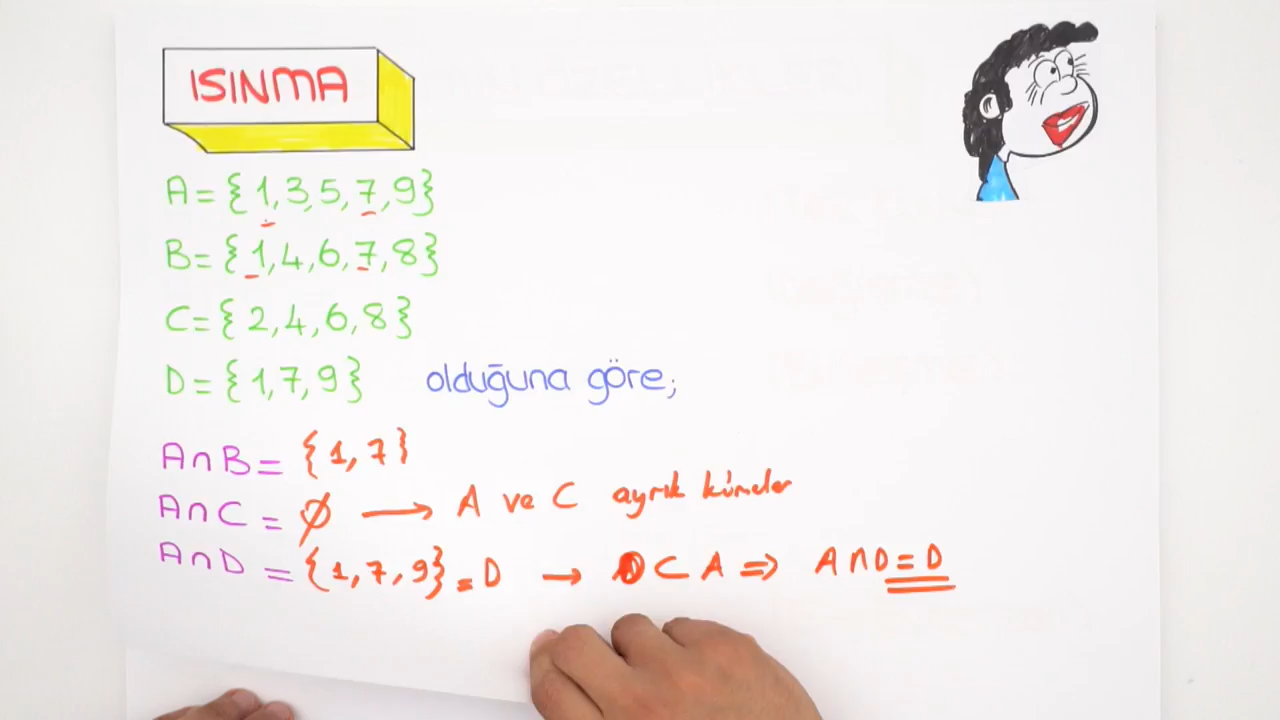 ISINMA
A = {1,3,5,7,9}
B = {1,4,6,7,8}
C = {2,4,6,8}
D = {1,7,9} olduğuna göre;
A∩B = {1,7}
A∩C = ∅ → A ve C ayrık kümeler
A∩D = {1,7,9} = D → D ⊂ A ⇒ A∩D = D